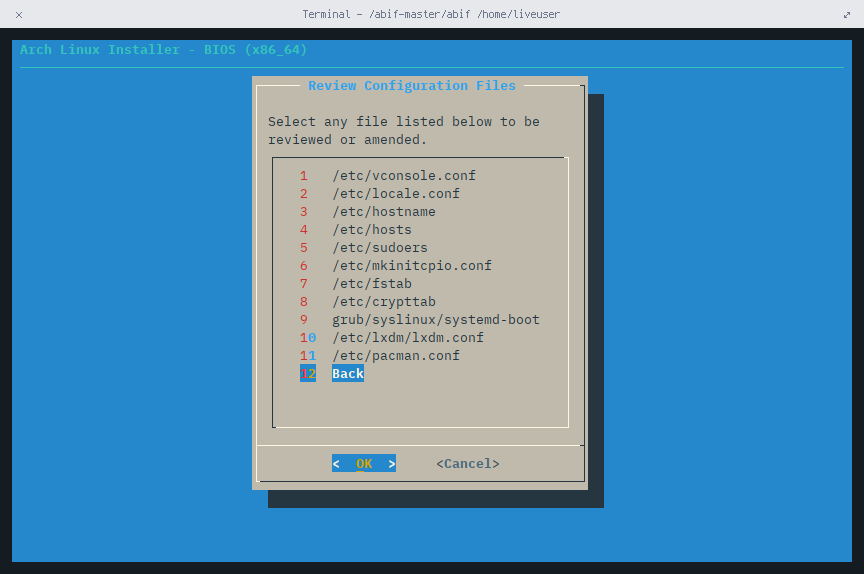 Terminal - /abif-master/abif /home/liveuser
Arch Linux Installer - BIOS (x86_64)
Review Configuration Files
Select any file listed below to be
reviewed or amended.
1 /etc/vconsole.conf
2 /etc/locale.conf
3 /etc/hostname
4 /etc/hosts
5 /etc/sudoers
6 /etc/mkinitcpio.conf
7 /etc/fstab
8 /etc/crypttab
9 grub/syslinux/systemd-boot
10 /etc/lxdm/lxdm.conf
11 /etc/pacman.conf
12 Back
< OK > <Cancel>